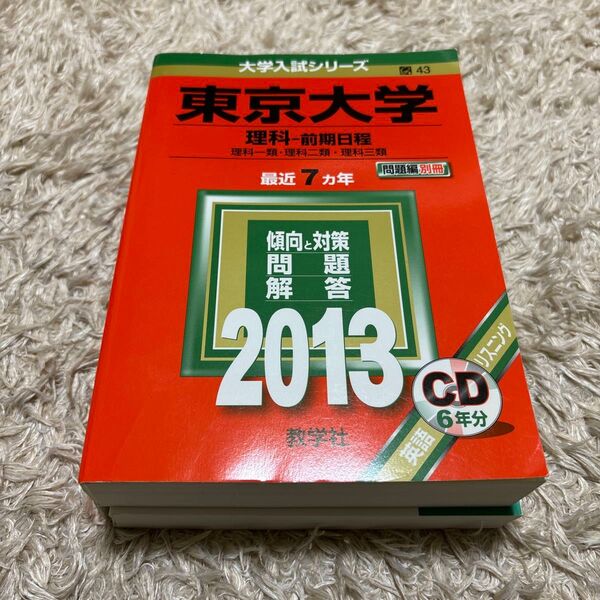 大学入試シリーズ
43
東京大学
理科-前期日程
理科一類・理科二類・理科三類
最近7ヵ年
問題編別冊
傾向と対策
問題
解答
2013
英語
リスニング
CD
6年分
教学社